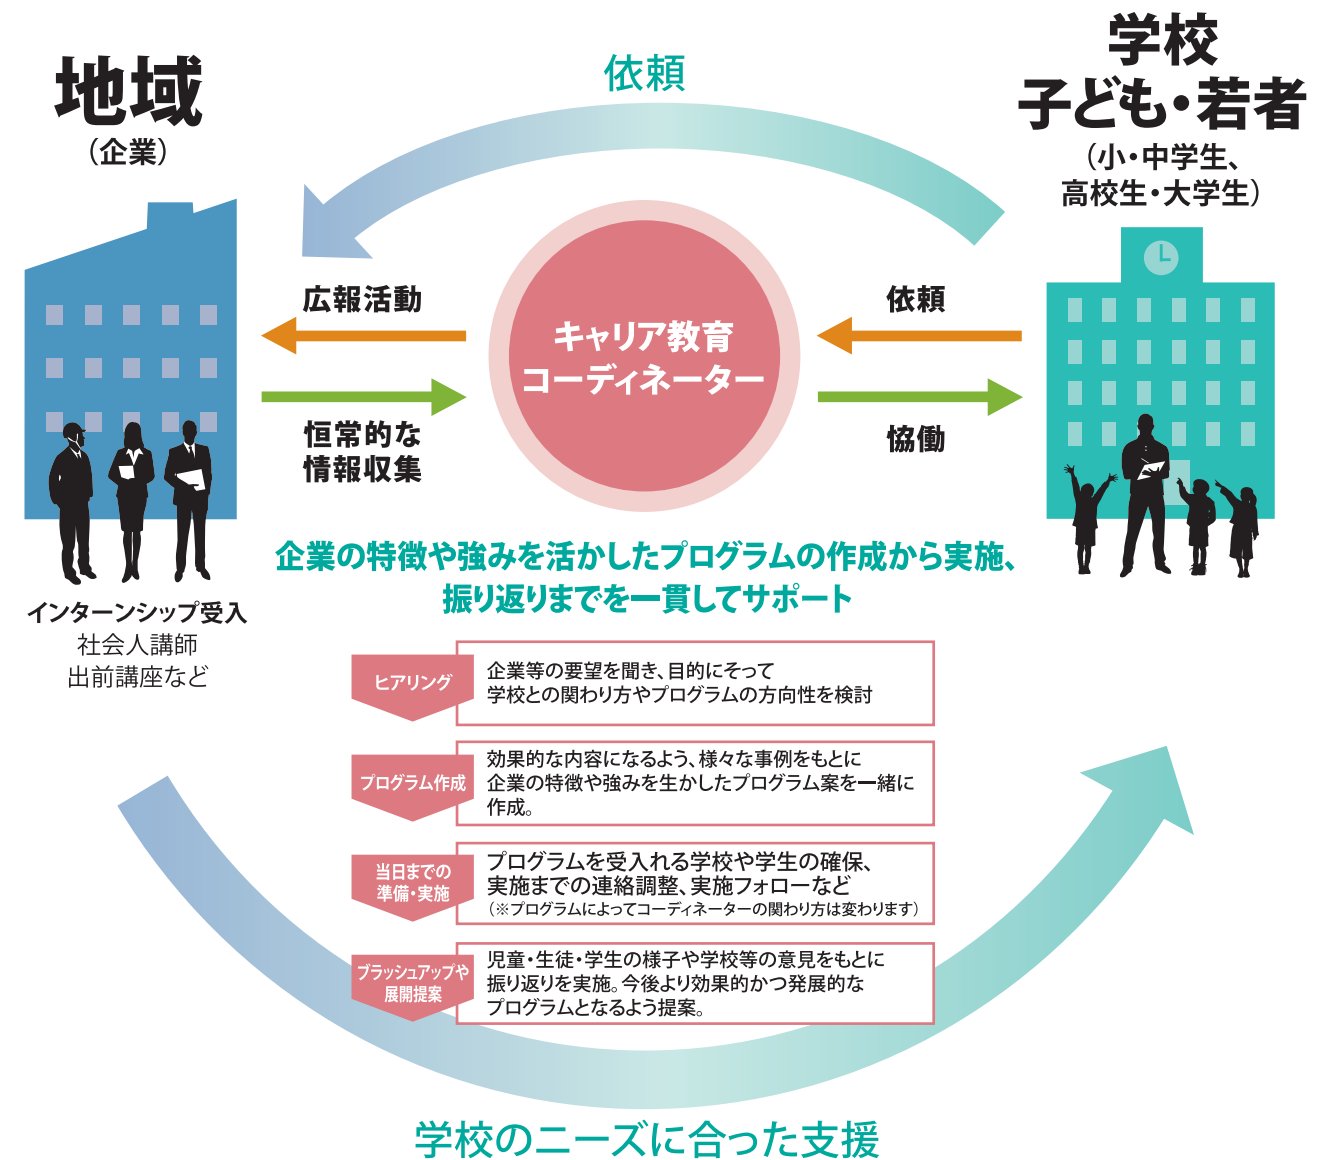 地域
（企業）
依頼
学校
子ども・若者
（小・中学生、
高校生・大学生）
広報活動
恒常的な
情報収集
キャリア教育
コーディネーター
依頼
協働
インターンシップ受入
社会人講師
出前講座など
企業の特徴や強みを活かしたプログラムの作成から実施、
振り返りまでを一貫してサポート
ヒアリング
企業等の要望を聞き、目的にそって
学校との関わり方やプログラムの方向性を検討
プログラム作成
効果的な内容になるよう、様々な事例をもとに
企業の特徴や強みを生かしたプログラム案を一緒に
作成。
当日までの
準備・実施
プログラムを受入れる学校や学生の確保、
実施までの連絡調整、実施フォローなど
（※プログラムによってコーディネーターの関わり方は変わります）
ブラッシュアップや
展開提案
児童・生徒・学生の様子や学校等の意見をもとに
振り返りを実施。今後より効果的かつ発展的な
プログラムとなるよう提案。
学校のニーズに合った支援